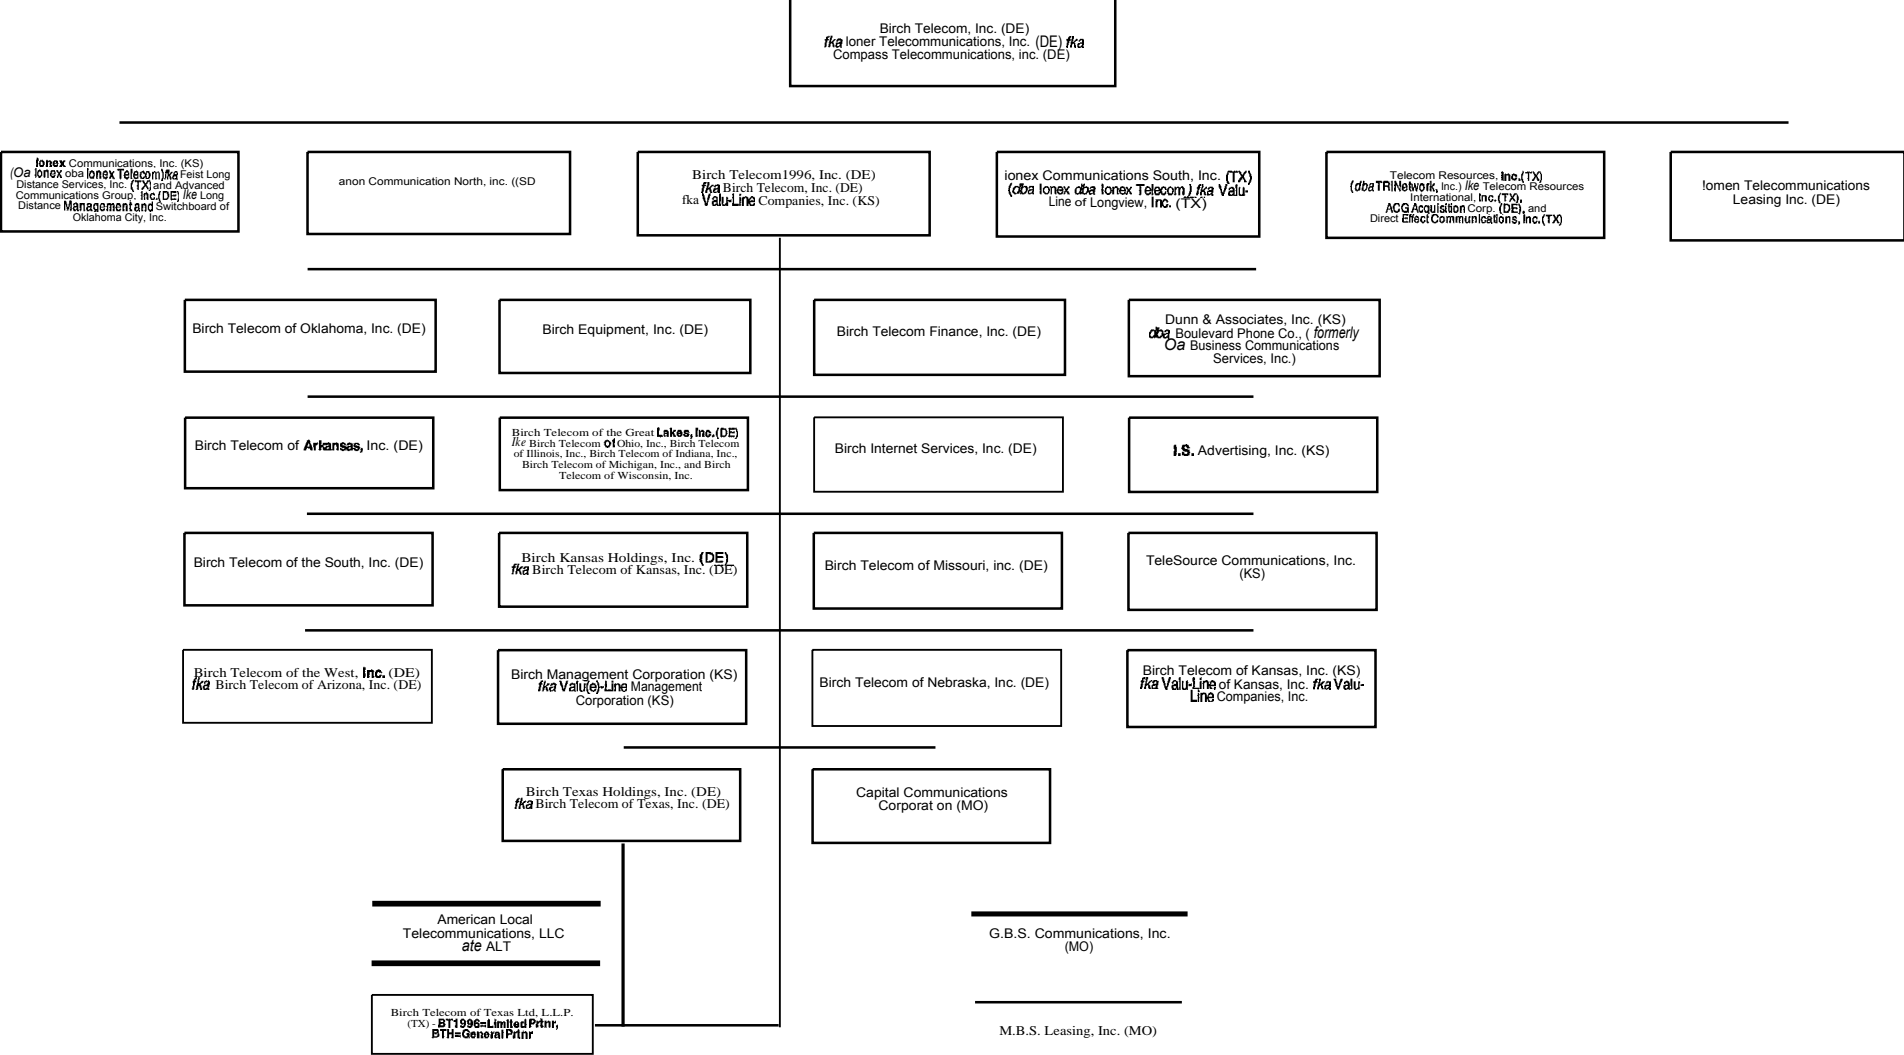 Birch Telecom, Inc. (DE)
fka Ioner Telecommunications, Inc. (DE) fka
Compass Telecommunications, inc. (DE)
Ionex Communications, Inc. (KS)
(Oa Ionex oba Ionex Telecom)fka Feist Long
Distance Services, Inc. (TX) and Advanced
Communications Group, Inc.(DE) lke Long
Distance Management and Switchboard of
Oklahoma City, Inc.
anon Communication North, inc. ((SD
Birch Telecom1996, Inc. (DE)
fka Birch Telecom, Inc. (DE)
fka Valu-Line Companies, Inc. (KS)
ionex Communications South, Inc. (TX)
(dba Ionex dba Ionex Telecom ) fka Valu-
Line of Longview, Inc. (TX)
Telecom Resources, Inc.(TX)
(dba TRINetwork, Inc.) lke Telecom Resources
International, Inc.(TX),
ACG Acquisition Corp. (DE), and
Direct Effect Communications, Inc.(TX)
!omen Telecommunications
Leasing Inc. (DE)
Birch Telecom of Oklahoma, Inc. (DE)
Birch Equipment, Inc. (DE)
Birch Telecom Finance, Inc. (DE)
Dunn & Associates, Inc. (KS)
dba Boulevard Phone Co., ( formerly
Oa Business Communications
Services, Inc.)
Birch Telecom of Arkansas, Inc. (DE)
Birch Telecom of the Great Lakes, Inc.(DE)
lke Birch Telecom of Ohio, Inc., Birch Telecom
of Illinois, Inc., Birch Telecom of Indiana, Inc.,
Birch Telecom of Michigan, Inc., and Birch
Telecom of Wisconsin, Inc.
Birch Internet Services, Inc. (DE)
I.S. Advertising, Inc. (KS)
Birch Telecom of the South, Inc. (DE)
Birch Kansas Holdings, Inc. (DE)
fka Birch Telecom of Kansas, Inc. (DE)
Birch Telecom of Missouri, inc. (DE)
TeleSource Communications, Inc.
(KS)
Birch Telecom of the West, Inc. (DE)
fka Birch Telecom of Arizona, Inc. (DE)
Birch Management Corporation (KS)
fka Valu(e)-Line Management
Corporation (KS)
Birch Telecom of Nebraska, Inc. (DE)
Birch Telecom of Kansas, Inc. (KS)
fka Valu-Line of Kansas, Inc. fka Valu-
Line Companies, Inc.
Birch Texas Holdings, Inc. (DE)
fka Birch Telecom of Texas, Inc. (DE)
Capital Communications
Corporat on (MO)
American Local
Telecommunications, LLC
ate ALT
G.B.S. Communications, Inc.
(MO)
Birch Telecom of Texas Ltd, L.L.P.
(TX) - BT1996=Limited Prtnr,
BTH=General Prtnr
M.B.S. Leasing, Inc. (MO)